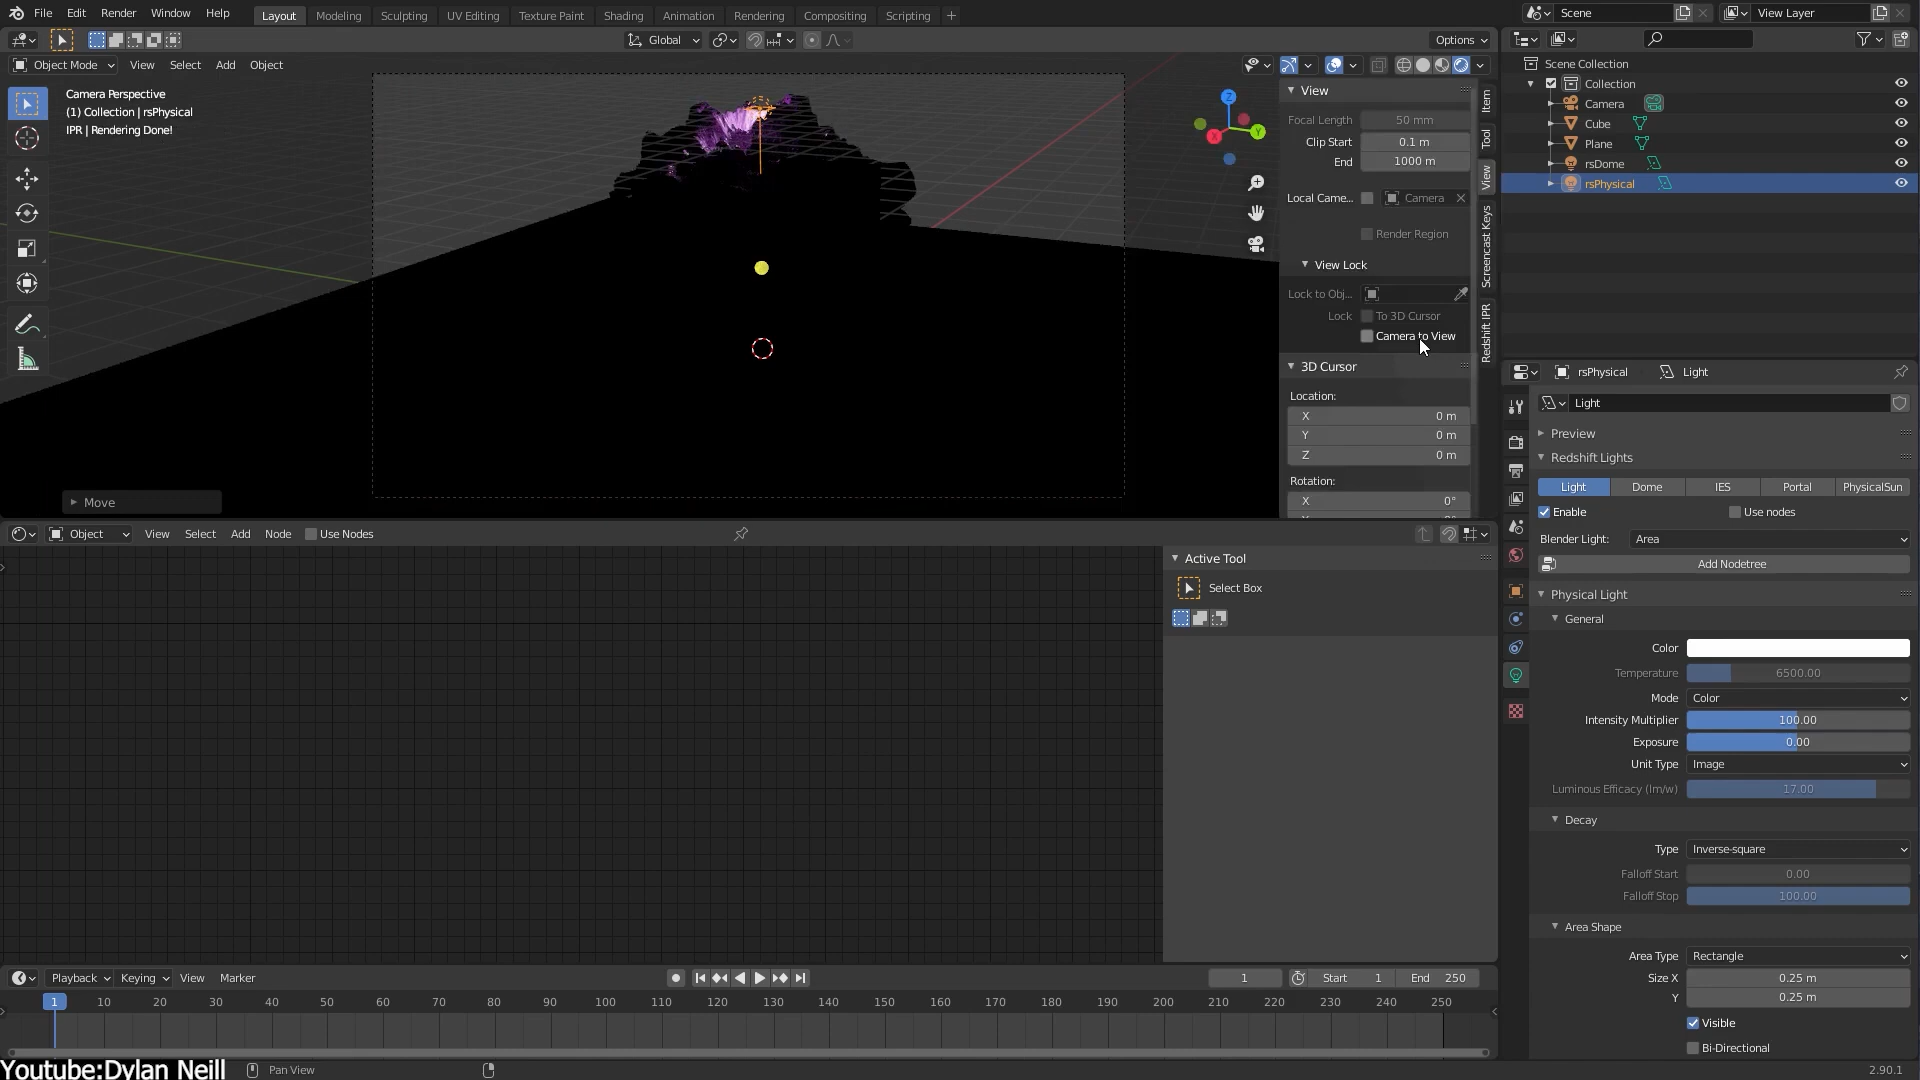 File Edit Render Window Help Layout Modeling Sculpting UV Editing Texture Paint Shading Animation Rendering Compositing Scripting + Scene View Layer
Global Options
Object Mode View Select Add Object
Camera Perspective
(1) Collection | rsPhysical
IPR | Rendering Done!
Z
Y
X
Move
View
Focal Length 50 mm
Clip Start 0.1 m
End 1000 m
Local Came... Camera
Render Region
View Lock
Lock to Obj...
Lock To 3D Cursor
Camera to View
3D Cursor
Location:
X 0 m
Y 0 m
Z 0 m
Rotation:
X 0°
Item
Tool
View
Screencast Keys
Redshift IPR
Scene Collection
Collection
Camera
Cube
Plane
rsDome
rsPhysical
rsPhysical Light
Light
Preview
Redshift Lights
Light Dome IES Portal PhysicalSun
Enable Use nodes
Blender Light: Area
Add Nodetree
Physical Light
General
Color
Temperature 6500.00
Mode Color
Intensity Multiplier 100.00
Exposure 0.00
Unit Type Image
Luminous Efficacy (lm/w) 17.00
Decay
Type Inverse-square
Falloff Start 0.00
Falloff Stop 100.00
Area Shape
Area Type Rectangle
Size X 0.25 m
Y 0.25 m
Visible
Bi-Directional
Object View Select Add Node Use Nodes
Active Tool
Select Box
Playback Keying View Marker 1 Start 1 End 250
1 10 20 30 40 50 60 70 80 90 100 110 120 130 140 150 160 170 180 190 200 210 220 230 240 250
Youtube:Dylan Neill Pan View 2.90.1